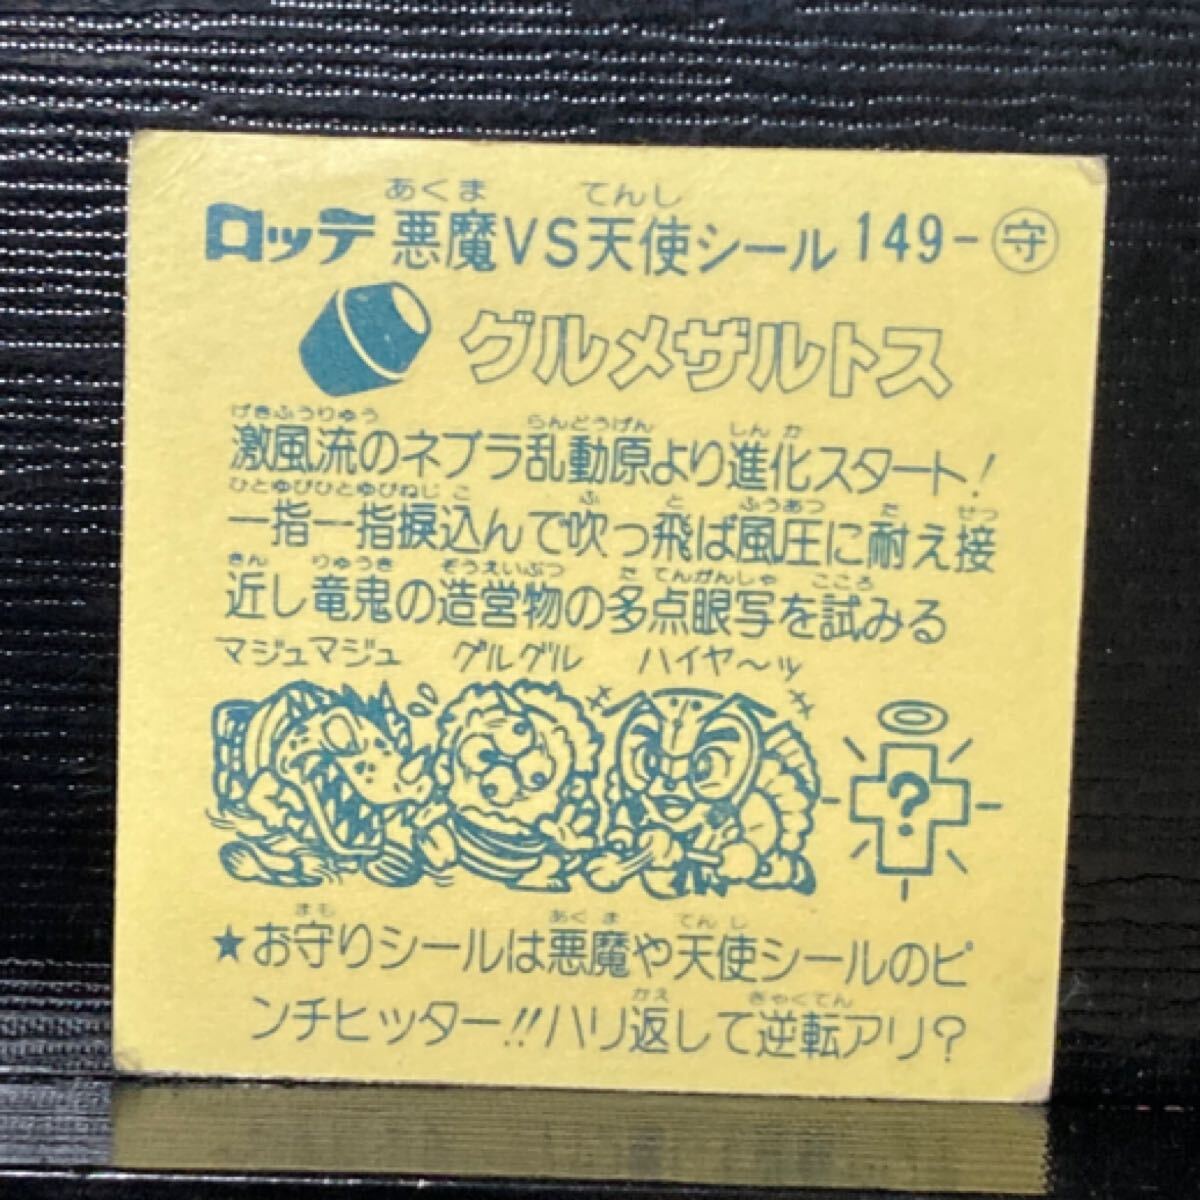 あくま てんし
ロッテ 悪魔VS天使シール 149-守
グルメザルトス
げきふうりゅう らんどうげん しんか
激風流のネブラ乱動原より進化スタート!
ひとゆびひとゆびねじ こ ふ と ふうあつ た せっ
一指一指捩込んで吹っ飛ば風圧に耐え接
きん りゅうき ぞうえいぶつ た てんがんしゃ こころ
近し竜鬼の造営物の多点眼写を試みる
マジュマジュ グルグル ハイヤ〜ッ
?
まも あくま てんし
★お守りシールは悪魔や天使シールのピ
かえ ぎゃくてん
ンチヒッター!!ハリ返して逆転アリ?